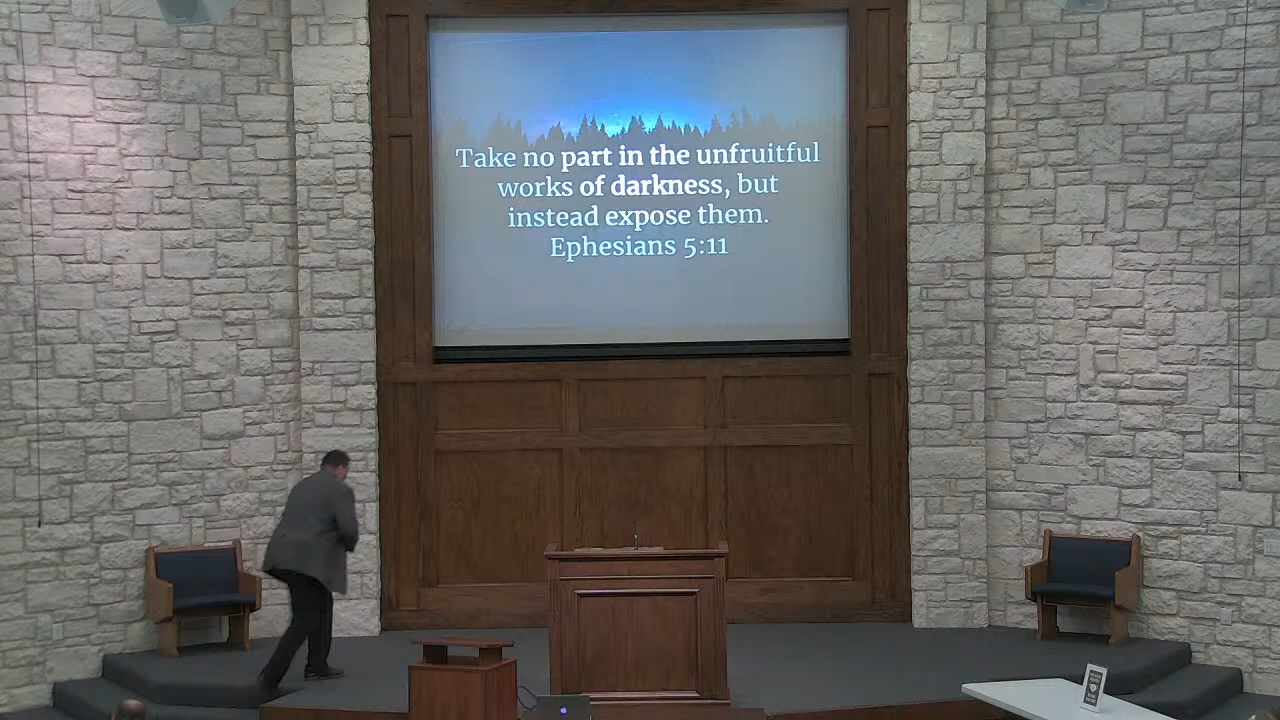 Take no part in the unfruitful
works of darkness, but
instead expose them.
Ephesians 5:11